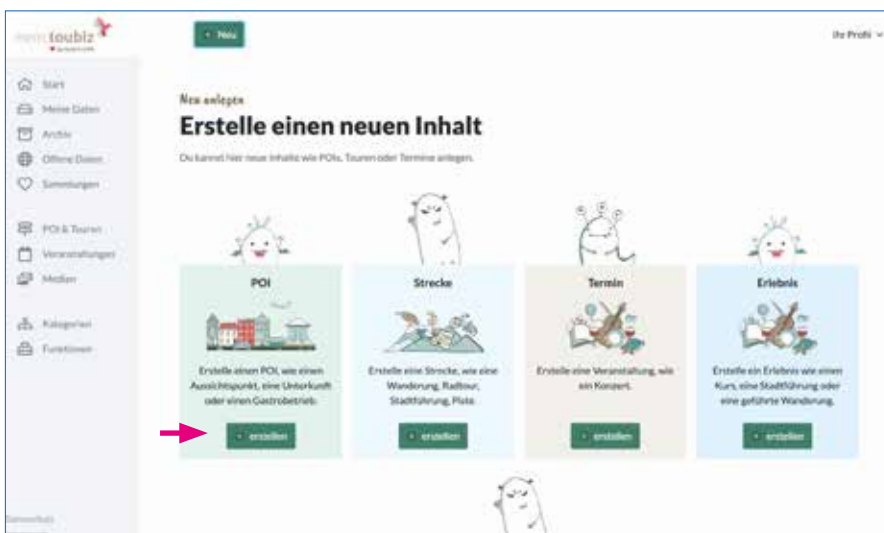 mein.toubiz
Neu
Ihr Profil
Start
Meine Daten
Archiv
Offene Daten
Sammlungen
POI & Touren
Veranstaltungen
Medien
Kategorien
Funktionen
Datenschutz
Neu anlegen
Erstelle einen neuen Inhalt
Du kannst hier neue Inhalte wie POIs, Touren oder Termine anlegen.
POI
Erstelle einen POI, wie einen
Aussichtspunkt, eine Unterkunft
oder einen Gastrobetrieb.
erstellen
Strecke
Erstelle eine Strecke, wie eine
Wanderung, Radtour,
Stadtführung, Piste.
erstellen
Termin
Erstelle eine Veranstaltung, wie
ein Konzert.
erstellen
Erlebnis
Erstelle ein Erlebnis wie einen
Kurs, eine Stadtführung oder
eine geführte Wanderung.
erstellen